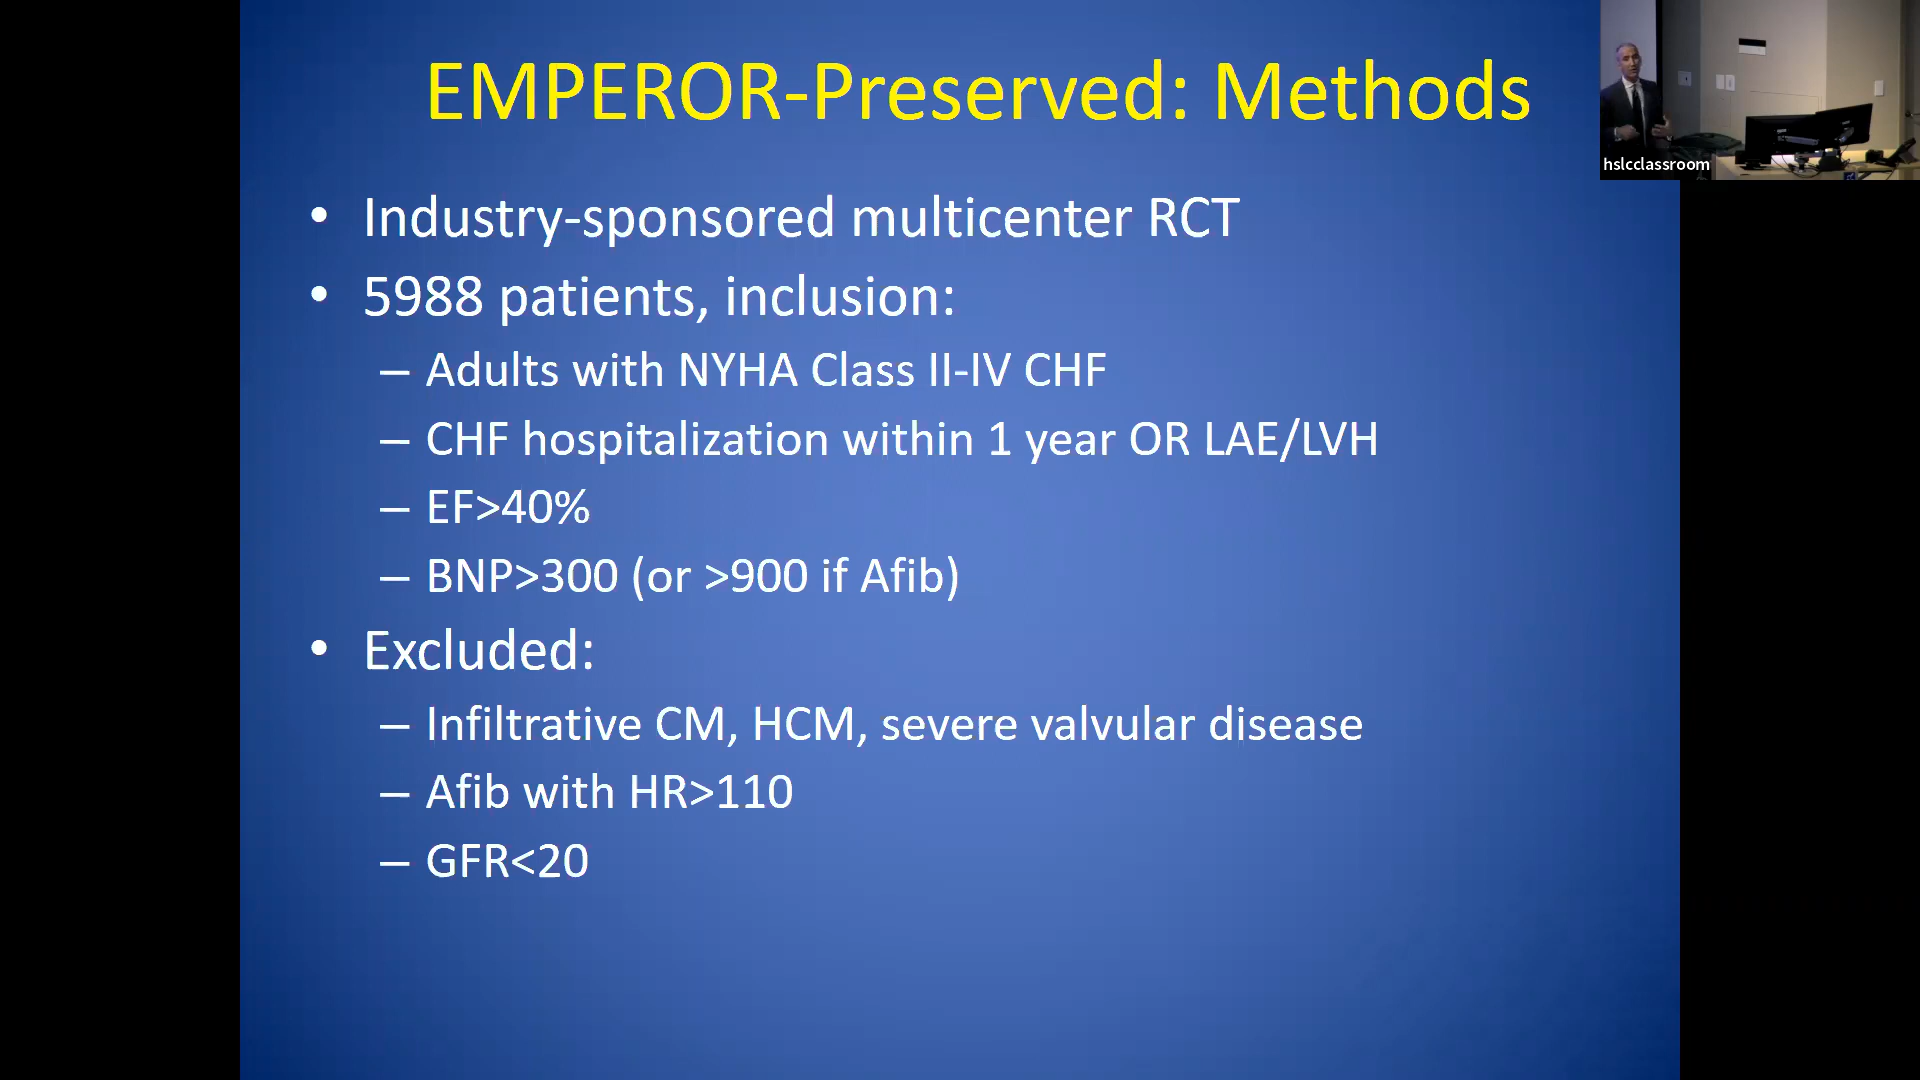 EMPEROR-Preserved: Methods
hslcclassroom
• Industry-sponsored multicenter RCT
• 5988 patients, inclusion:
– Adults with NYHA Class II-IV CHF
– CHF hospitalization within 1 year OR LAE/LVH
– EF>40%
– BNP>300 (or >900 if Afib)
• Excluded:
– Infiltrative CM, HCM, severe valvular disease
– Afib with HR>110
– GFR<20